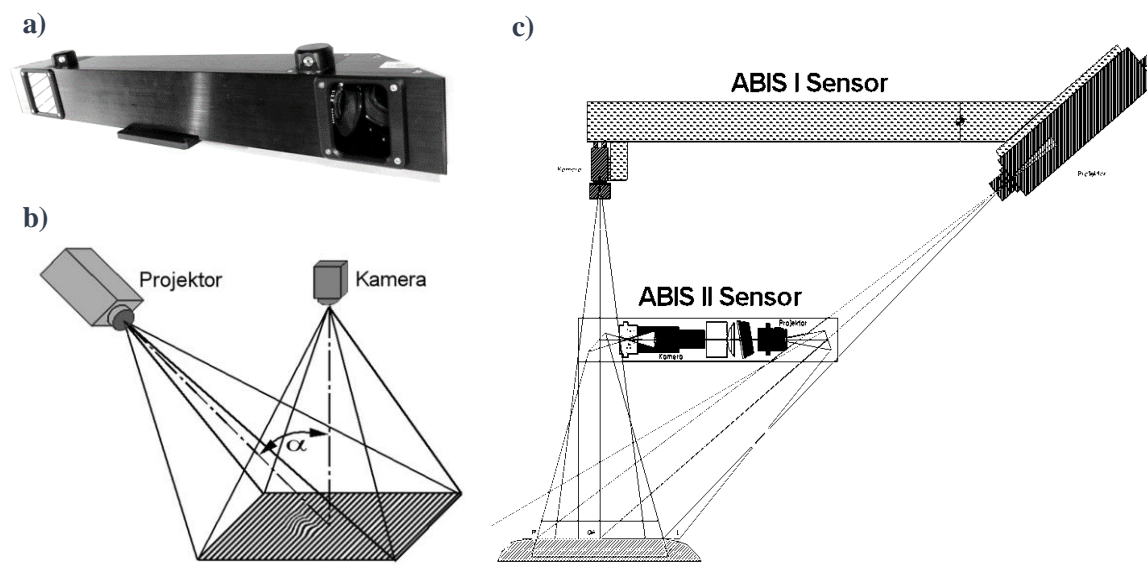 a)
b)
Projektor
Kamera
α
c)
ABIS I Sensor
Kamera
Projektor
ABIS II Sensor
Projektor
Kamera